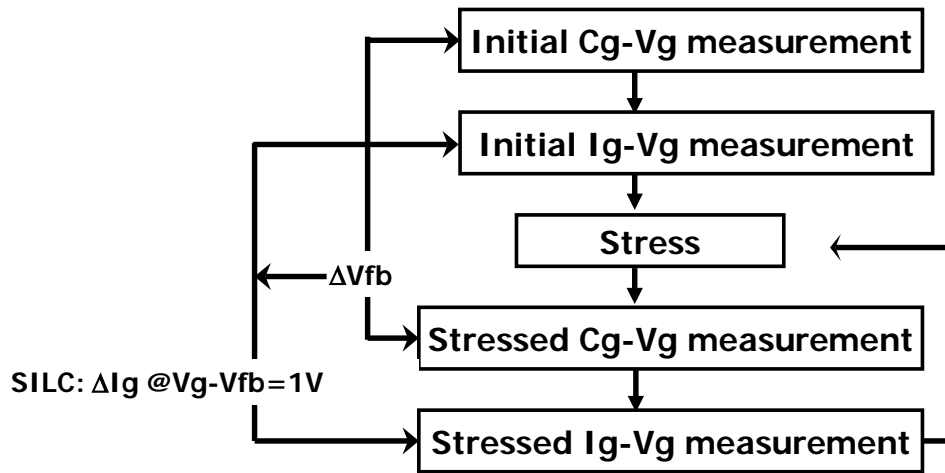 Initial Cg-Vg measurement
Initial Ig-Vg measurement
Stress
ΔVfb
Stressed Cg-Vg measurement
SILC: ΔIg @Vg-Vfb=1V
Stressed Ig-Vg measurement